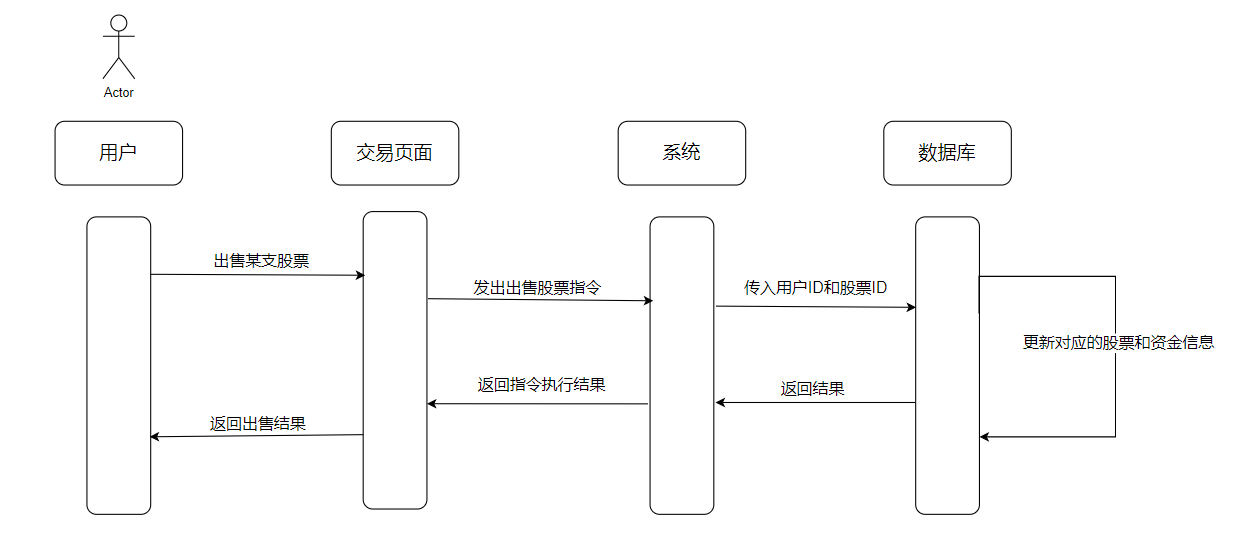 Actor
用户
交易页面
系统
数据库
出售某支股票
发出出售股票指令
传入用户ID和股票ID
更新对应的股票和资金信息
返回指令执行结果
返回结果
返回出售结果